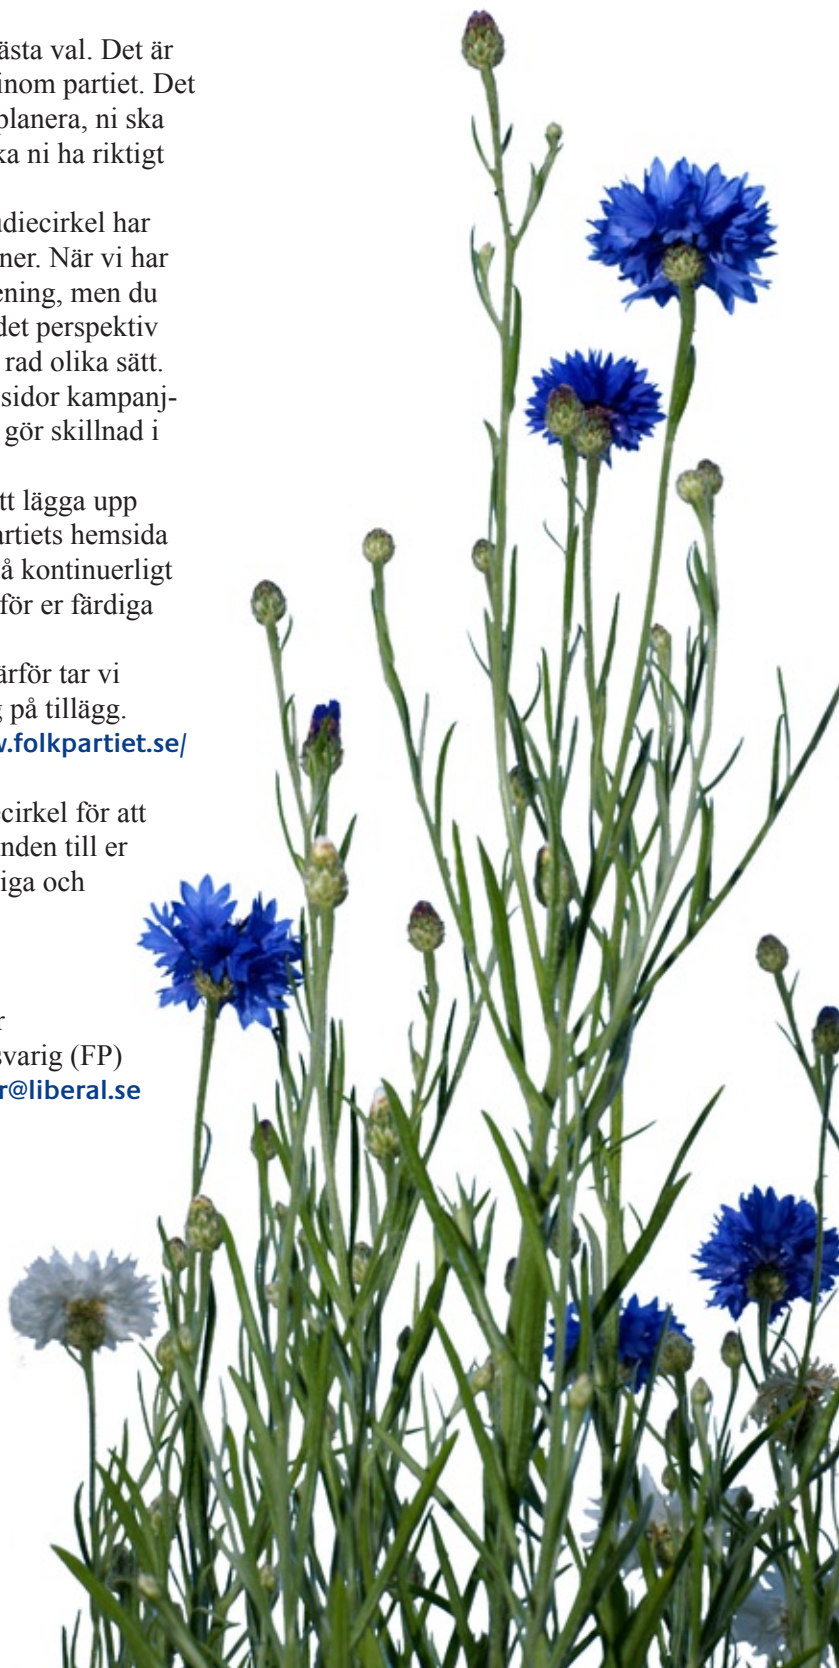 ästa val. Det är
inom partiet. Det
planera, ni ska
ka ni ha riktigt
diecirkel har
ner. När vi har
ening, men du
det perspektiv
rad olika sätt.
sidor kampanj-
gör skillnad i
tt lägga upp
artiets hemsida
å kontinuerligt
för er färdiga
ärför tar vi
g på tillägg.
w.folkpartiet.se/
cirkel för att
nden till er
iga och
r
svarig (FP)
r@liberal.se